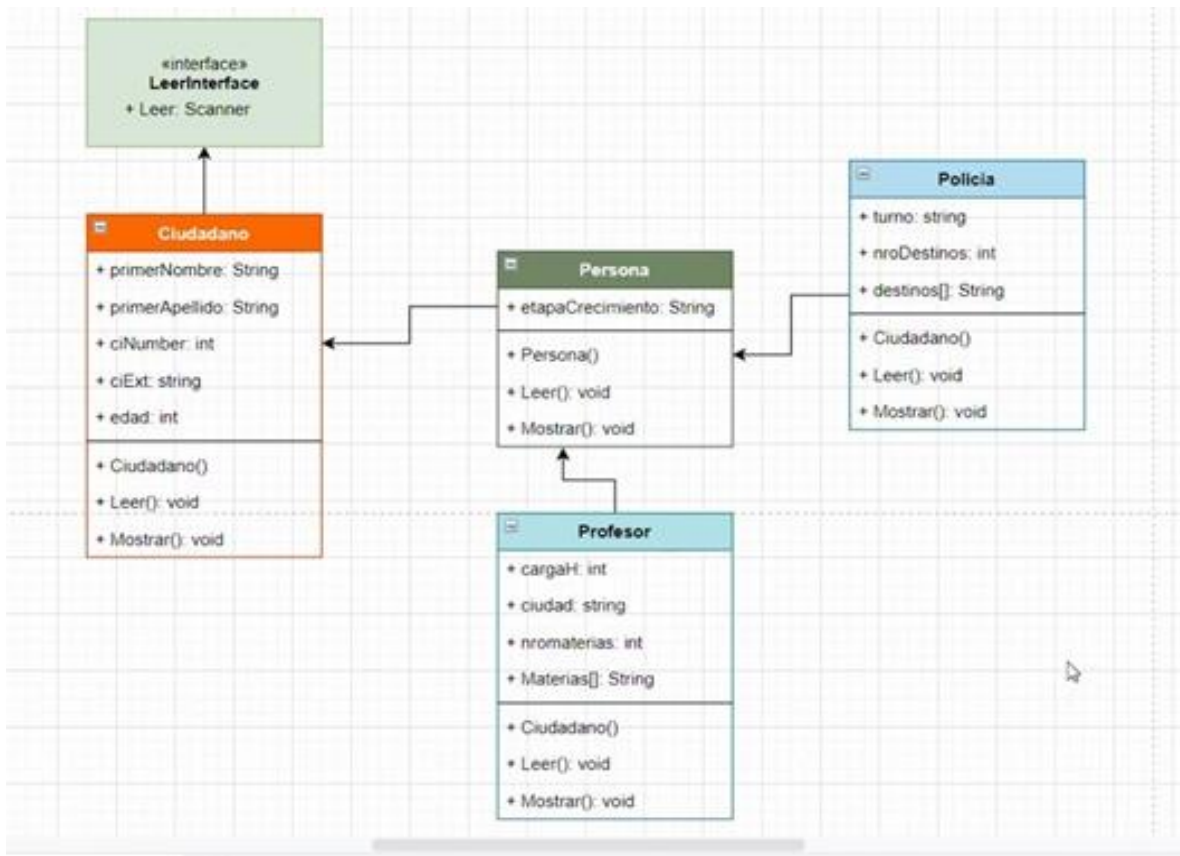 «interface»
LeerInterface
+ Leer: Scanner
Ciudadano
+ primerNombre: String
+ primerApellido: String
+ ciNumber: int
+ ciExt: string
+ edad: int
+ Ciudadano()
+ Leer(): void
+ Mostrar(): void
Persona
+ etapaCrecimiento: String
+ Persona()
+ Leer(): void
+ Mostrar(): void
Policia
+ turno: string
+ nroDestinos: int
+ destinos[]: String
+ Ciudadano()
+ Leer(): void
+ Mostrar(): void
Profesor
+ cargaH: int
+ ciudad: string
+ nromaterias: int
+ Materias[]: String
+ Ciudadano()
+ Leer(): void
+ Mostrar(): void